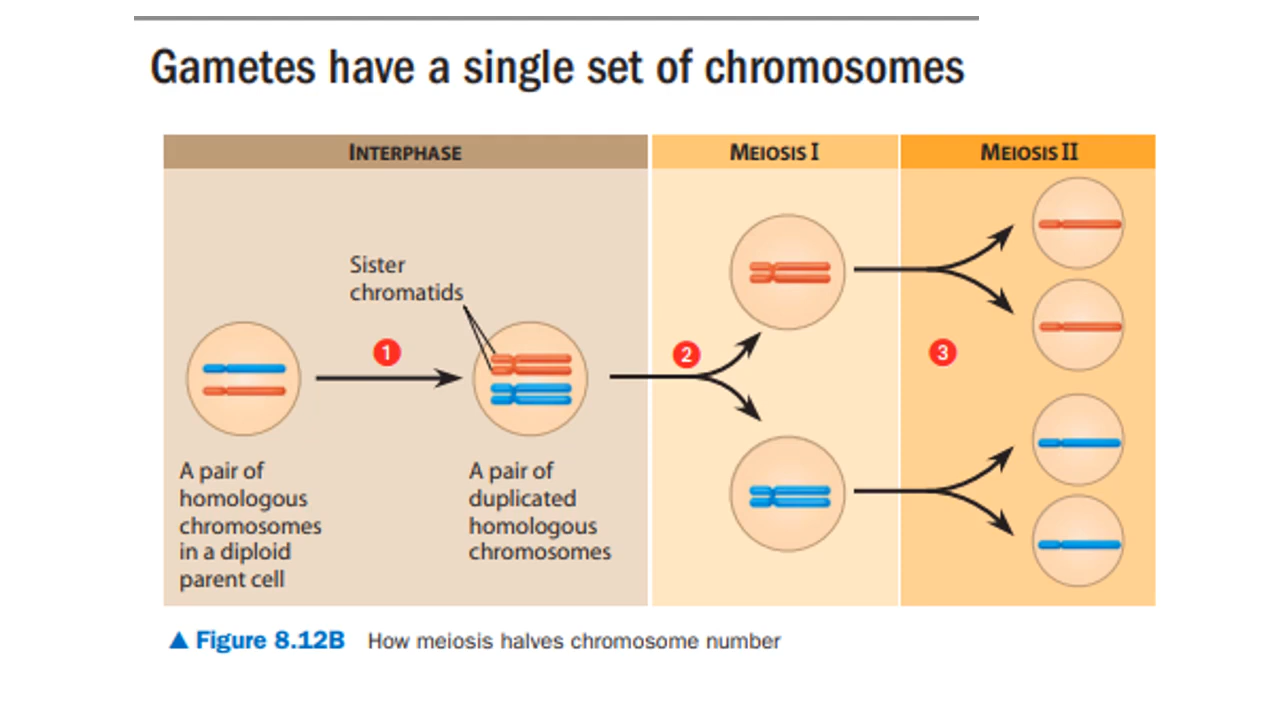 Gametes have a single set of chromosomes
INTERPHASE
MEIOSIS I
MEIOSIS II
Sister
chromatids
1
2
3
A pair of
homologous
chromosomes
in a diploid
parent cell
A pair of
duplicated
homologous
chromosomes
▲ Figure 8.12B How meiosis halves chromosome number